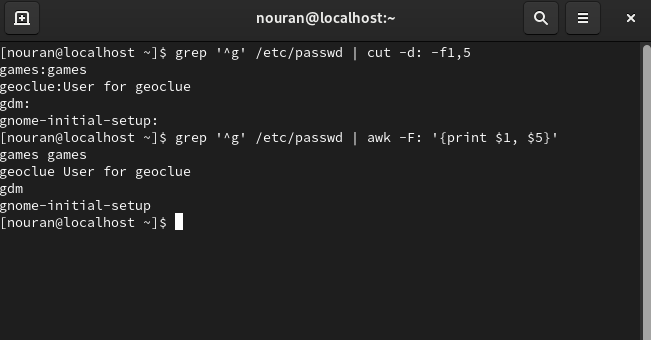 nouran@localhost:~
[nouran@localhost ~]$ grep '^g' /etc/passwd | cut -d: -f1,5
games:games
geoclue:User for geoclue
gdm:
gnome-initial-setup:
[nouran@localhost ~]$ grep '^g' /etc/passwd | awk -F: '{print $1, $5}'
games games
geoclue User for geoclue
gdm
gnome-initial-setup
[nouran@localhost ~]$